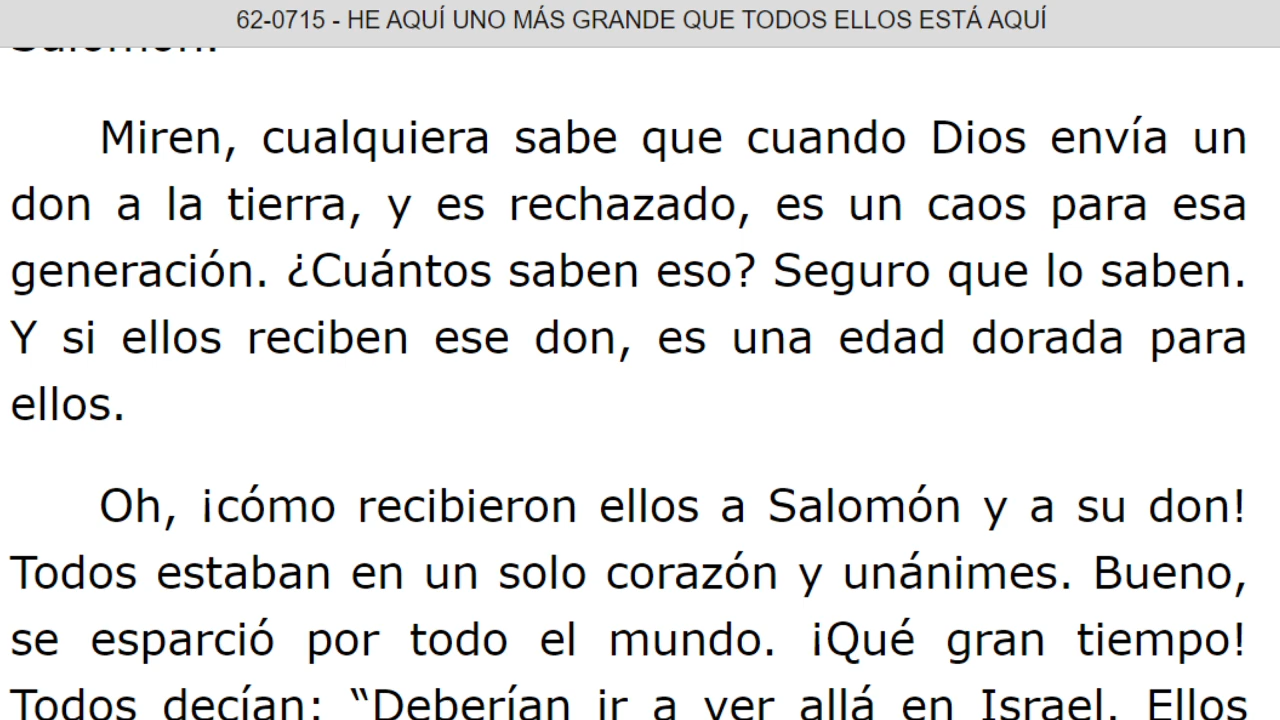 62-0715 - HE AQUÍ UNO MÁS GRANDE QUE TODOS ELLOS ESTÁ AQUÍ
Salomón.
Miren, cualquiera sabe que cuando Dios envía un
don a la tierra, y es rechazado, es un caos para esa
generación. ¿Cuántos saben eso? Seguro que lo saben.
Y si ellos reciben ese don, es una edad dorada para
ellos.
Oh, ¡cómo recibieron ellos a Salomón y a su don!
Todos estaban en un solo corazón y unánimes. Bueno,
se esparció por todo el mundo. ¡Qué gran tiempo!
Todos decían: “Deberían ir a ver allá en Israel. Ellos